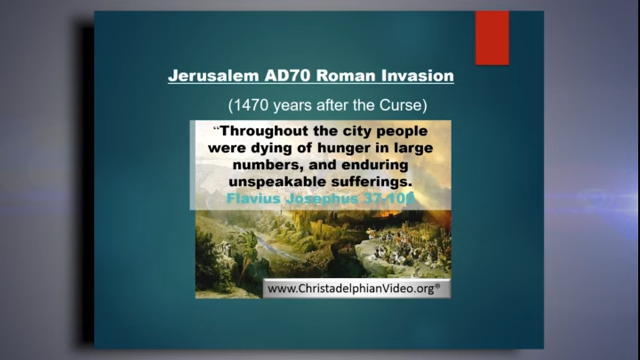 Jerusalem AD70 Roman Invasion
(1470 years after the Curse)
“Throughout the city people
were dying of hunger in large
numbers, and enduring
unspeakable sufferings.
Flavius Josephus 37-100
www.ChristadelphianVideo.org®